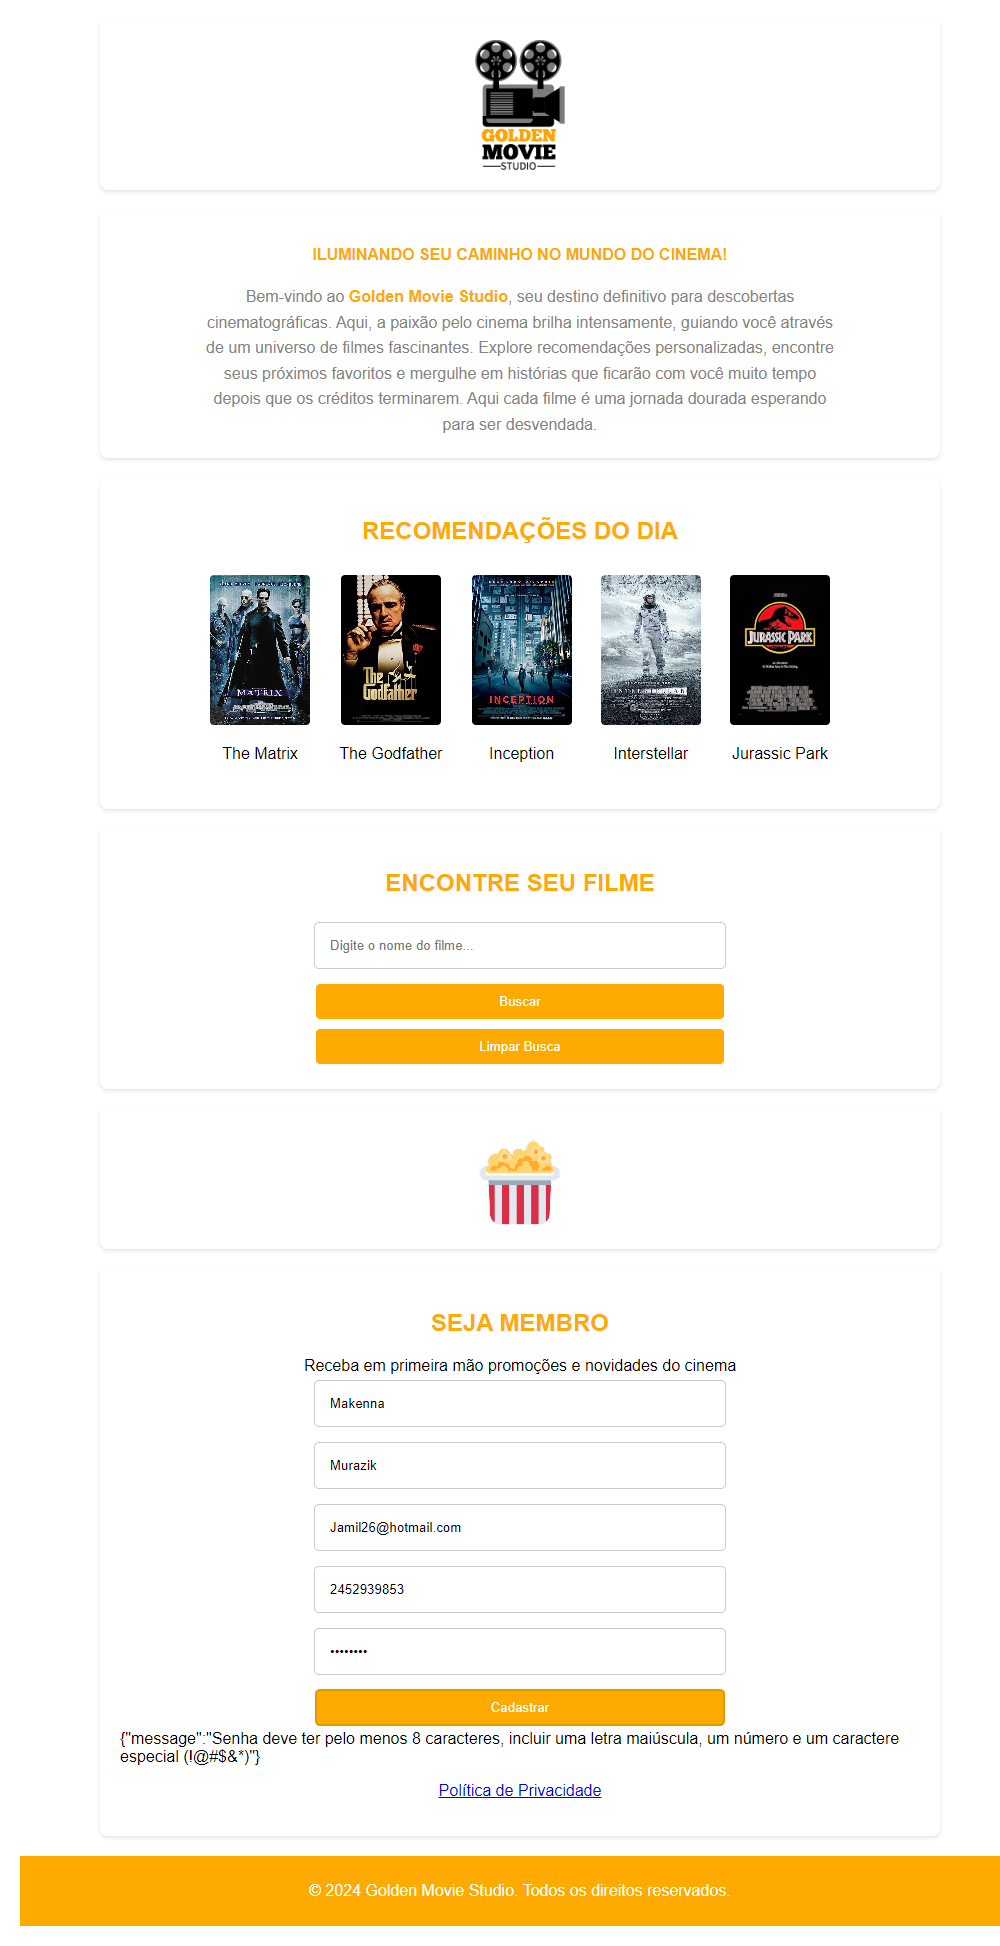 GOLDEN
MOVIE
STUDIO
ILUMINANDO SEU CAMINHO NO MUNDO DO CINEMA!
Bem-vindo ao Golden Movie Studio, seu destino definitivo para descobertas
cinematográficas. Aqui, a paixão pelo cinema brilha intensamente, guiando você através
de um universo de filmes fascinantes. Explore recomendações personalizadas, encontre
seus próximos favoritos e mergulhe em histórias que ficarão com você muito tempo
depois que os créditos terminarem. Aqui cada filme é uma jornada dourada esperando
para ser desvendada.
RECOMENDAÇÕES DO DIA
MATRIX
The
Godfather
INCEPTION
INTERSTELLAR
JURASSIC PARK
The Matrix
The Godfather
Inception
Interstellar
Jurassic Park
ENCONTRE SEU FILME
Digite o nome do filme...
Buscar
Limpar Busca
SEJA MEMBRO
Receba em primeira mão promoções e novidades do cinema
Makenna
Murazik
Jamil26@hotmail.com
2452939853
••••••••
Cadastrar
{"message":"Senha deve ter pelo menos 8 caracteres, incluir uma letra maiúscula, um número e um caractere
especial (!@#$&*)"}
Política de Privacidade
© 2024 Golden Movie Studio. Todos os direitos reservados.